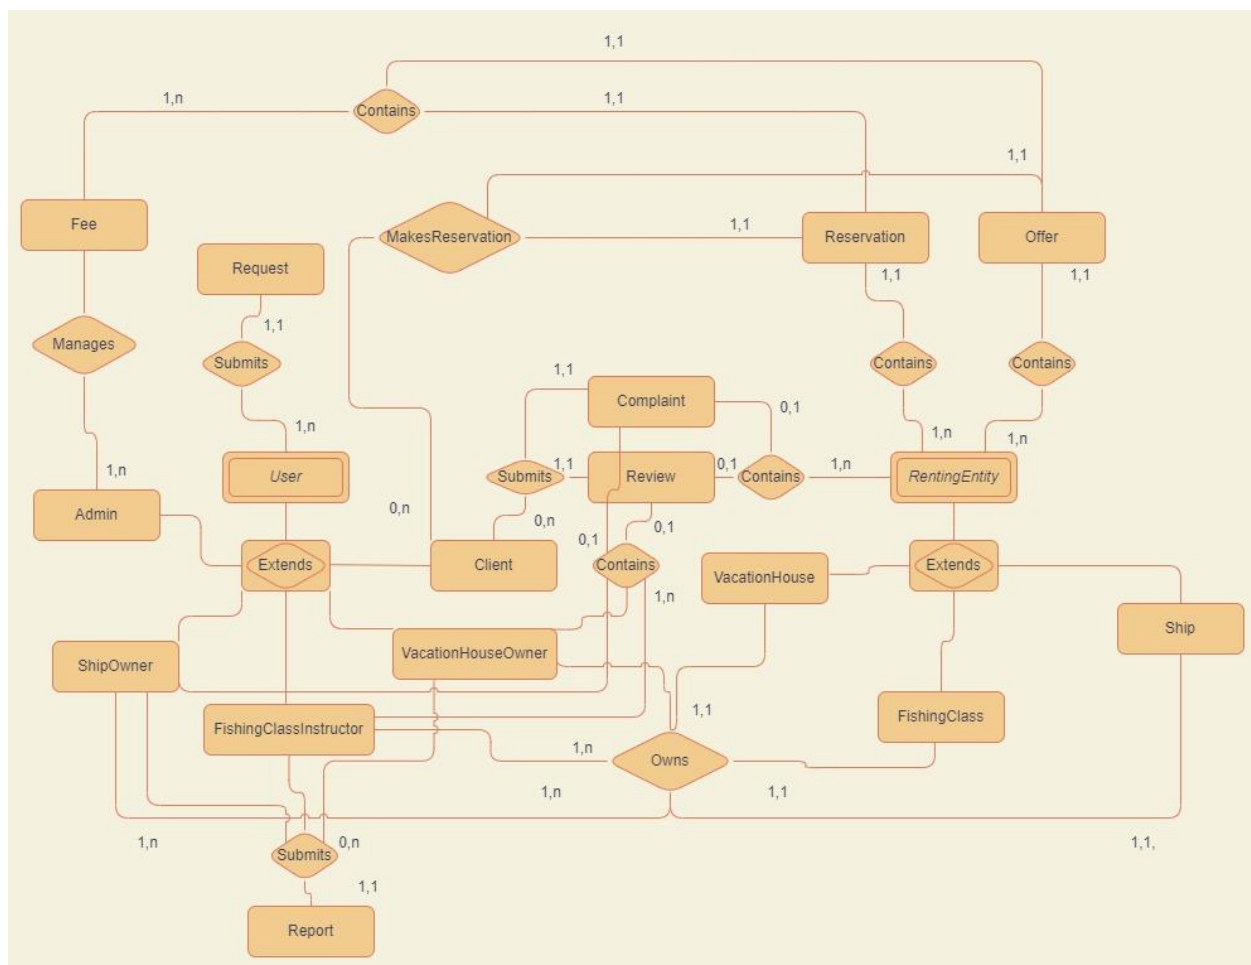 1,1
1,n
Contains
1,1
1,1
Fee
MakesReservation
1,1
Reservation
Offer
Request
1,1
1,1
1,1
Manages
Submits
Contains
Contains
1,1
Complaint
0,1
1,n
1,n
1,n
1,n
User
Submits
1,1
Review
0,1
Contains
1,n
RentingEntity
Admin
0,n
0,n
0,1
0,1
Extends
Client
Contains
VacationHouse
Extends
1,n
ShipOwner
VacationHouseOwner
Ship
1,1
FishingClassInstructor
FishingClass
1,n
Owns
1,n
1,1
1,n
0,n
1,1,
Submits
1,1
Report